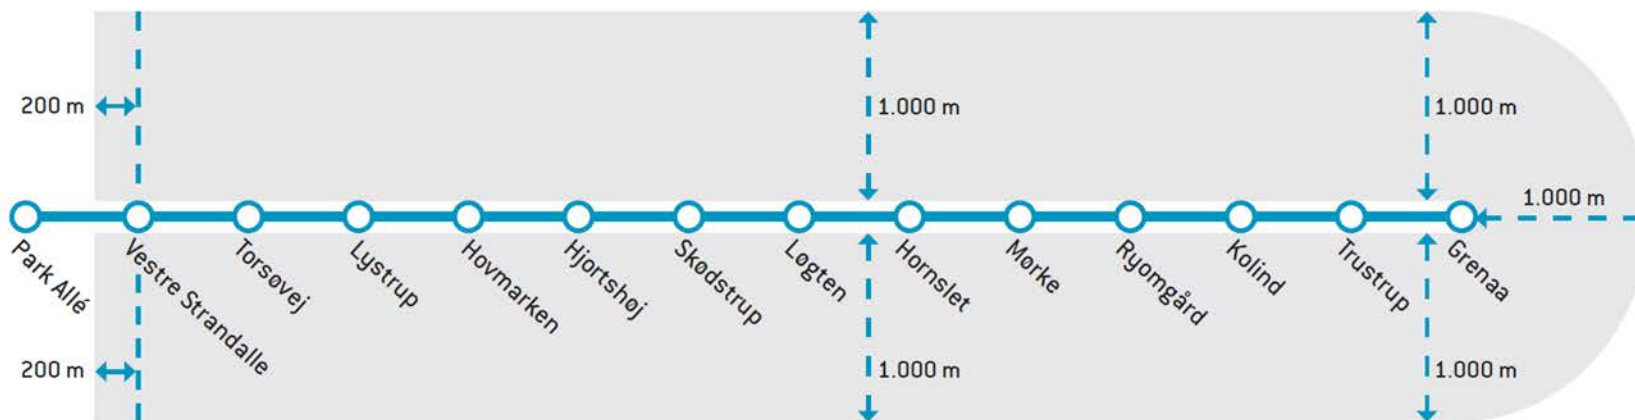 200 m
1.000 m
1.000 m
1.000 m
Park Allé
Vestre Strandalle
Torsøvej
Lystrup
Hovmarken
Hjortshøj
Skødstrup
Løgten
Hornslet
Mørke
Ryomgård
Kolind
Trustrup
Grenaa
200 m
1.000 m
1.000 m